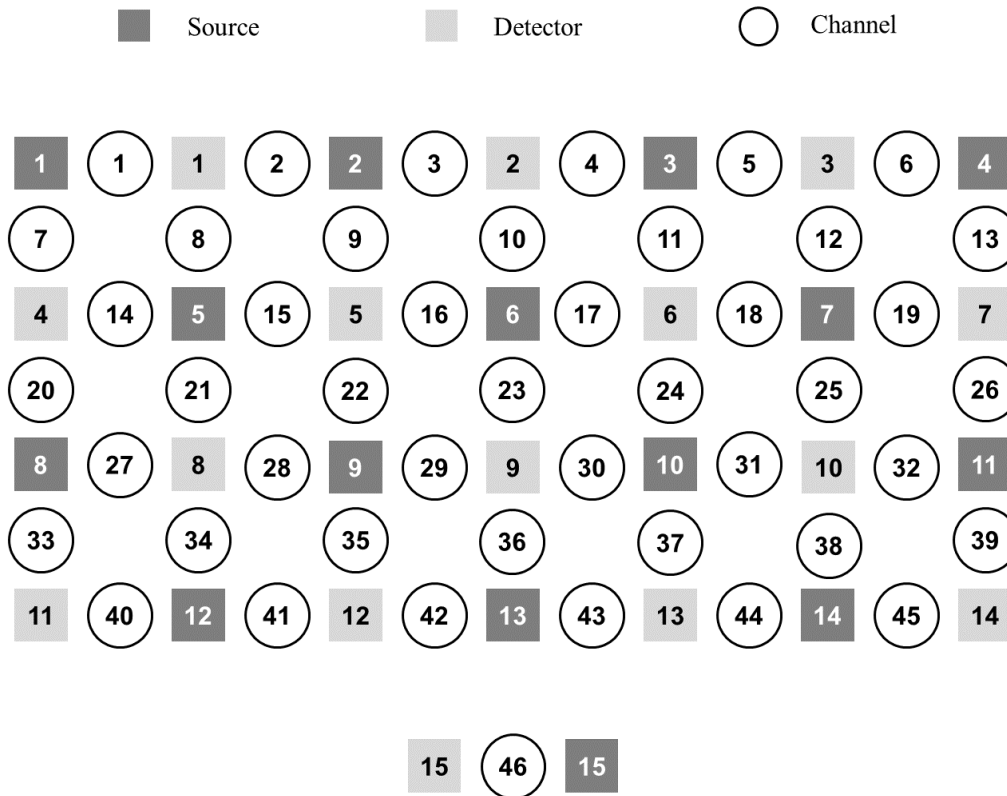 Source Detector Channel
1 1 1 2 2 3 2 4 3 5 3 6 4
7 8 9 10 11 12 13
4 14 5 15 5 16 6 17 6 18 7 19 7
20 21 22 23 24 25 26
8 27 8 28 9 29 9 30 10 31 10 32 11
33 34 35 36 37 38 39
11 40 12 41 12 42 13 43 13 44 14 45 14
15 46 15